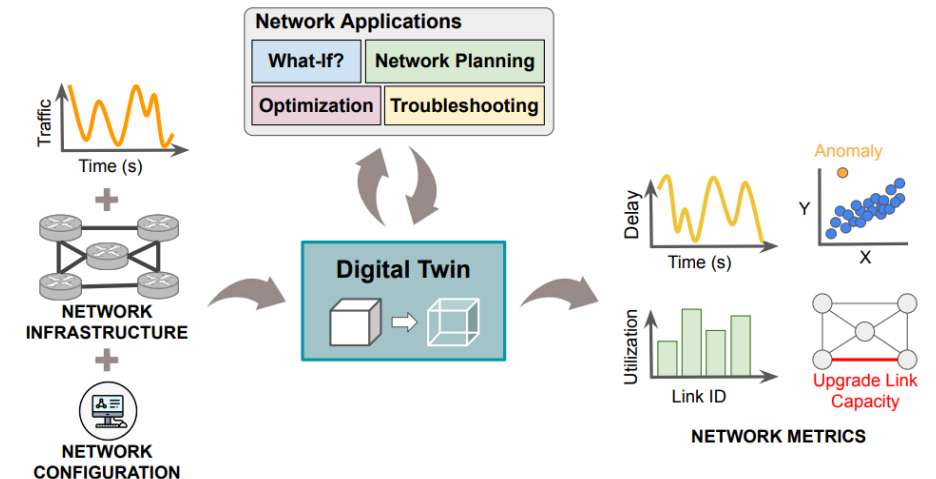 Network Applications
What-If?
Network Planning
Optimization
Troubleshooting
Traffic
Time (s)
NETWORK
INFRASTRUCTURE
NETWORK
CONFIGURATION
Digital Twin
Delay
Time (s)
Anomaly
Y
X
Utilization
Link ID
Upgrade Link
Capacity
NETWORK METRICS